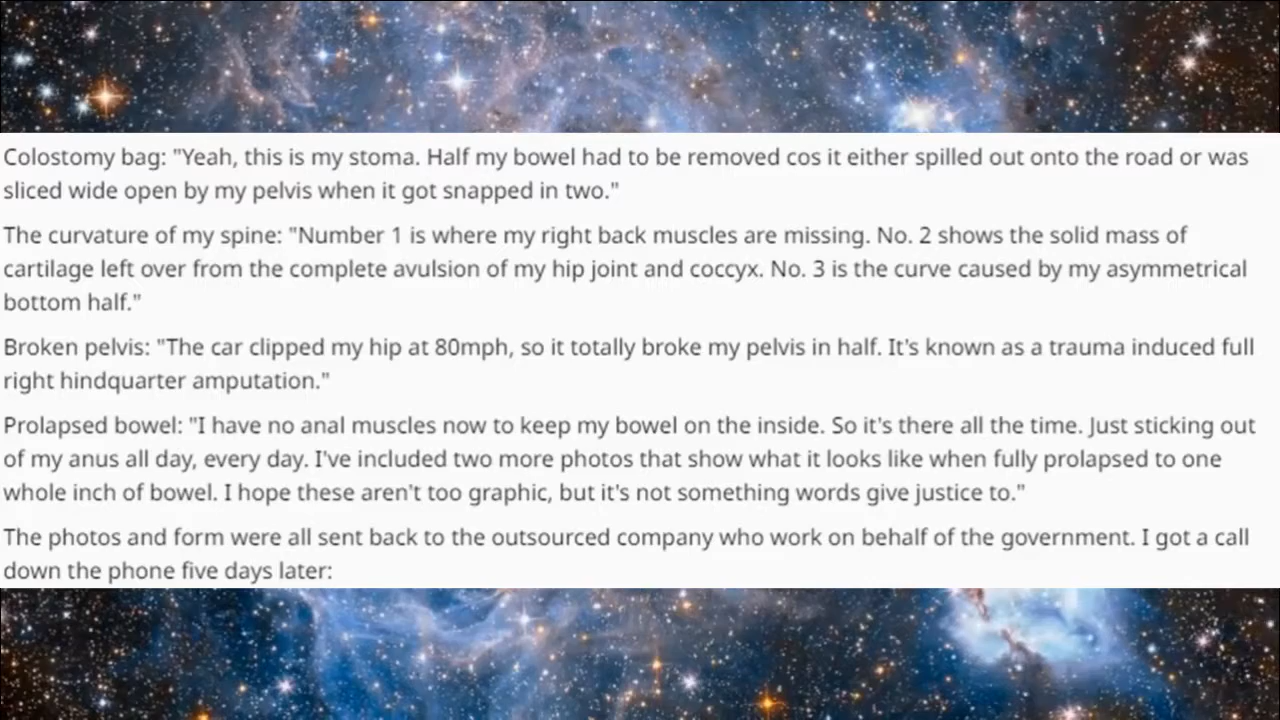 Colostomy bag: "Yeah, this is my stoma. Half my bowel had to be removed cos it either spilled out onto the road or was
sliced wide open by my pelvis when it got snapped in two."
The curvature of my spine: "Number 1 is where my right back muscles are missing. No. 2 shows the solid mass of
cartilage left over from the complete avulsion of my hip joint and coccyx. No. 3 is the curve caused by my asymmetrical
bottom half."
Broken pelvis: "The car clipped my hip at 80mph, so it totally broke my pelvis in half. It's known as a trauma induced full
right hindquarter amputation."
Prolapsed bowel: "I have no anal muscles now to keep my bowel on the inside. So it's there all the time. Just sticking out
of my anus all day, every day. I've included two more photos that show what it looks like when fully prolapsed to one
whole inch of bowel. I hope these aren't too graphic, but it's not something words give justice to."
The photos and form were all sent back to the outsourced company who work on behalf of the government. I got a call
down the phone five days later: